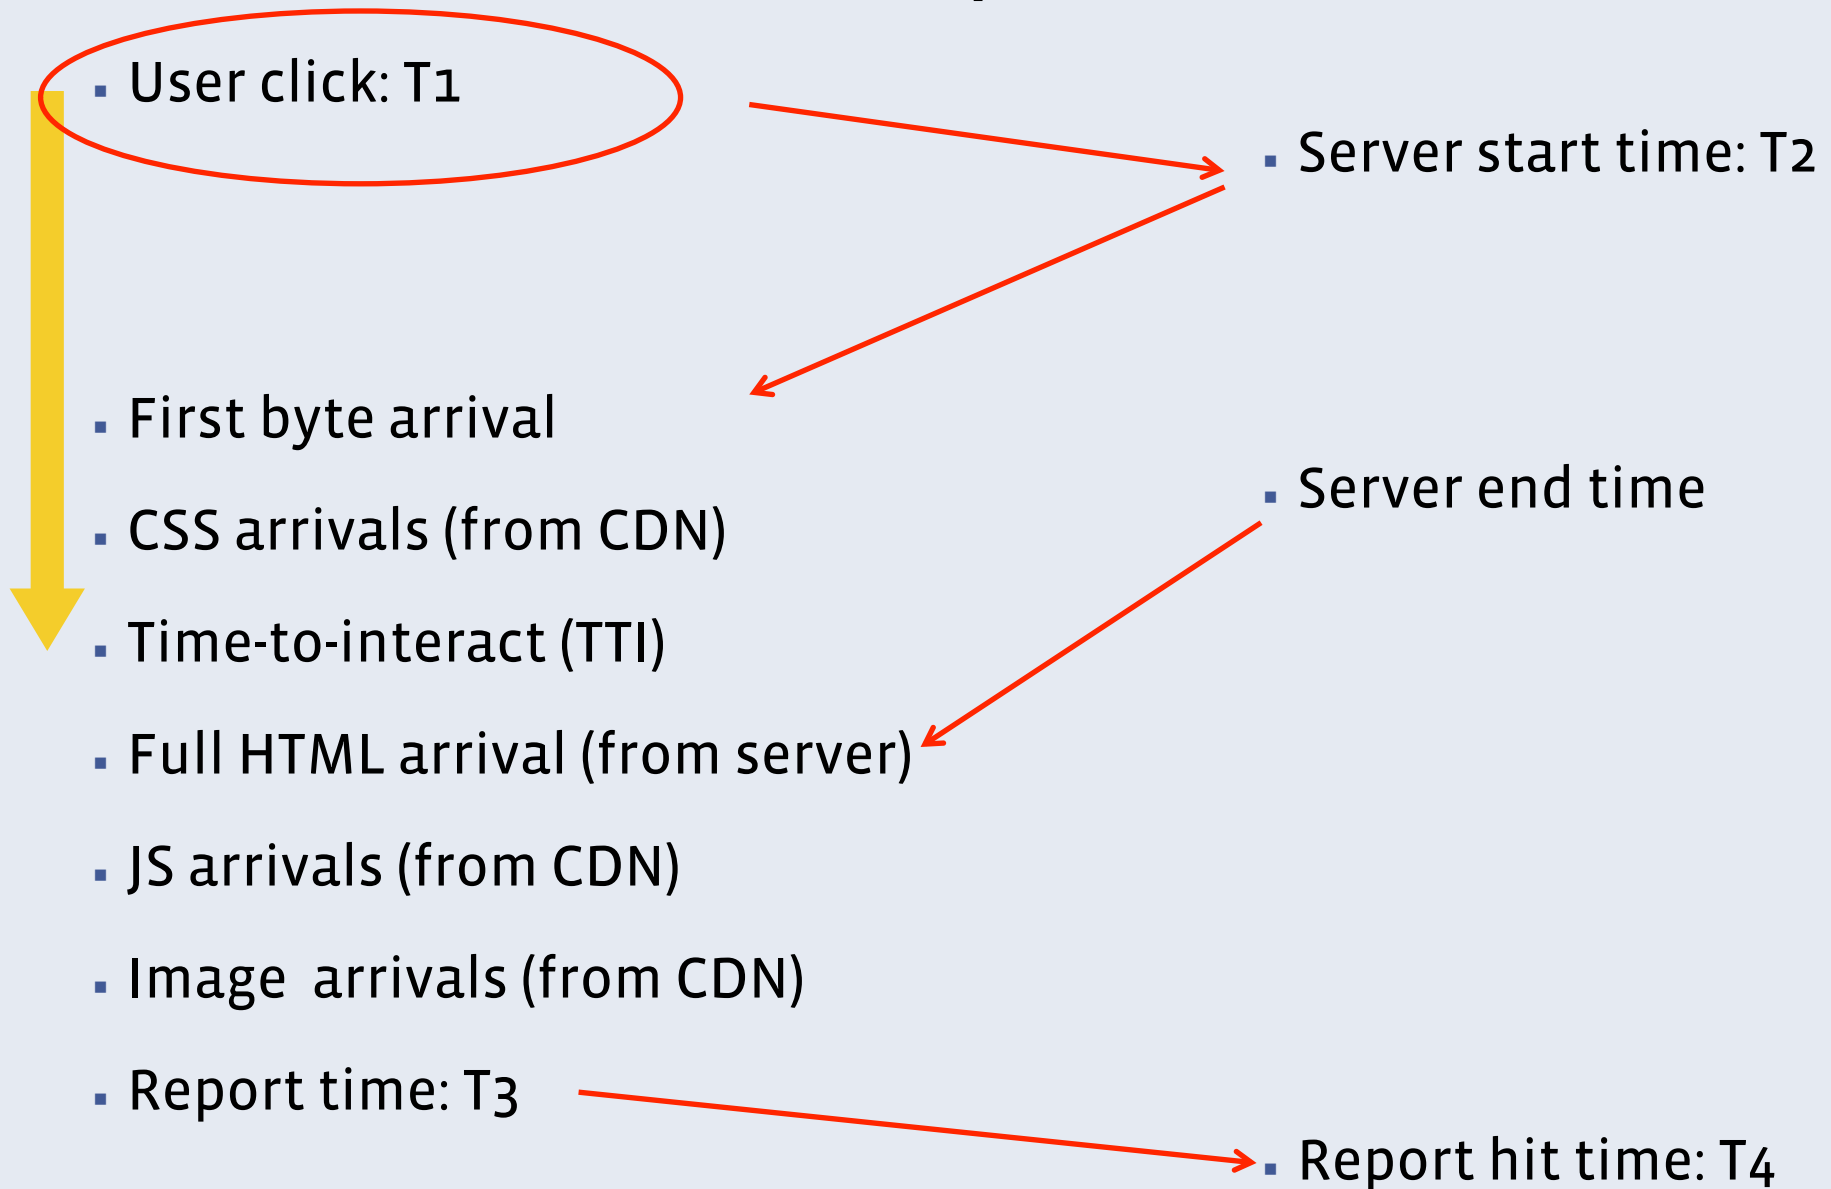 User click: T1
Server start time: T2
First byte arrival
Server end time
CSS arrivals (from CDN)
Time-to-interact (TTI)
Full HTML arrival (from server)
JS arrivals (from CDN)
Image  arrivals (from CDN)
Report time: T3
Report hit time: T4